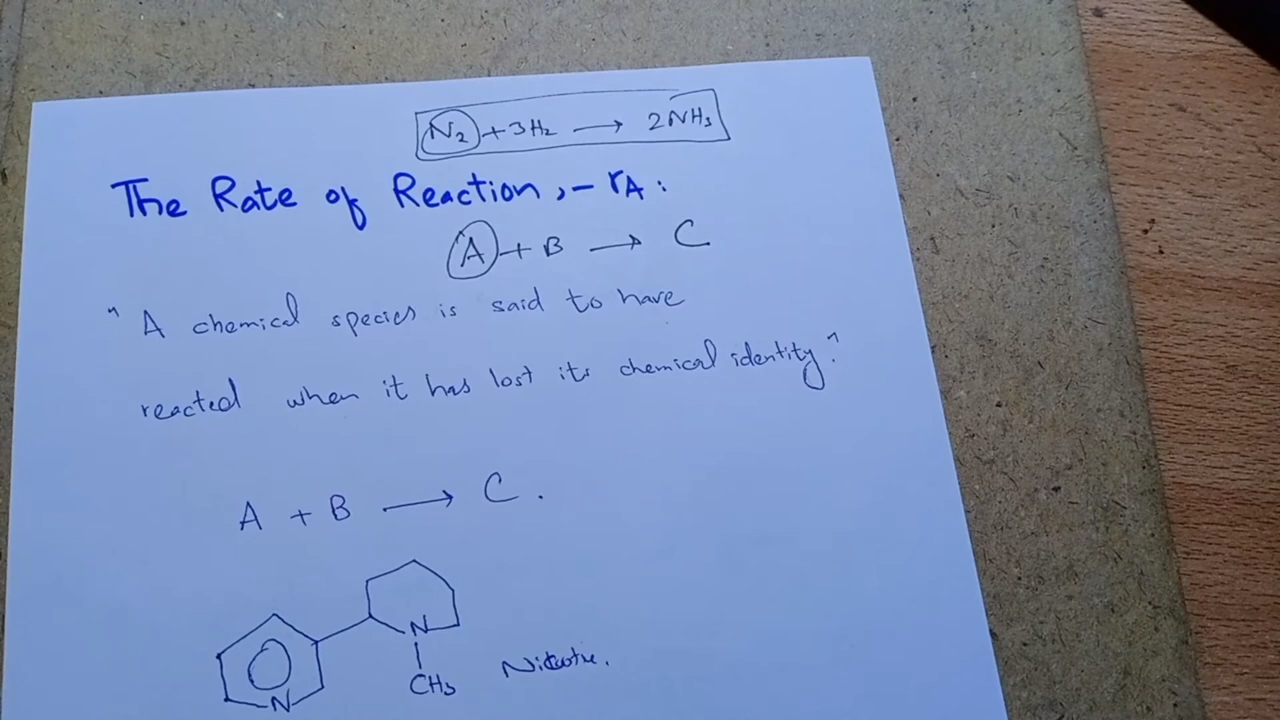 N₂ + 3H₂ → 2NH₃
The Rate of Reaction, -rA:
A + B → C
"A chemical species is said to have
reacted when it has lost its chemical identity."
A + B → C.
N
CH₃
N